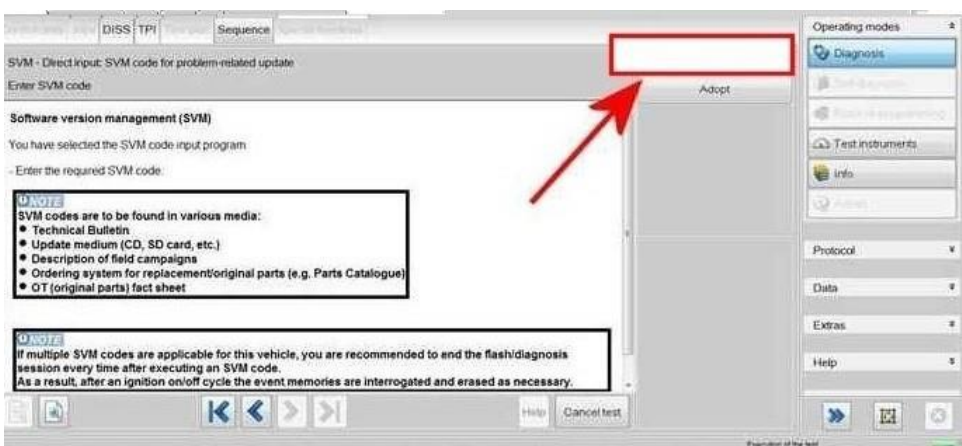 DISS TPI Sequence
SVM - Direct input: SVM code for problem-related update
Enter SVM code
Adopt
Software version management (SVM)
You have selected the SVM code input program
- Enter the required SVM code.
NOTE
SVM codes are to be found in various media:
• Technical Bulletin
• Update medium (CD, SD card, etc.)
• Description of field campaigns
• Ordering system for replacement/original parts (e.g. Parts Catalogue)
• OT (original parts) fact sheet
NOTE
If multiple SVM codes are applicable for this vehicle, you are recommended to end the flash/diagnosis
session every time after executing an SVM code.
As a result, after an ignition on/off cycle the event memories are interrogated and erased as necessary.
Help
Cancel test
Operating modes
Diagnosis
Test instruments
Info
Protocol
Data
Extras
Help
Execution of the test